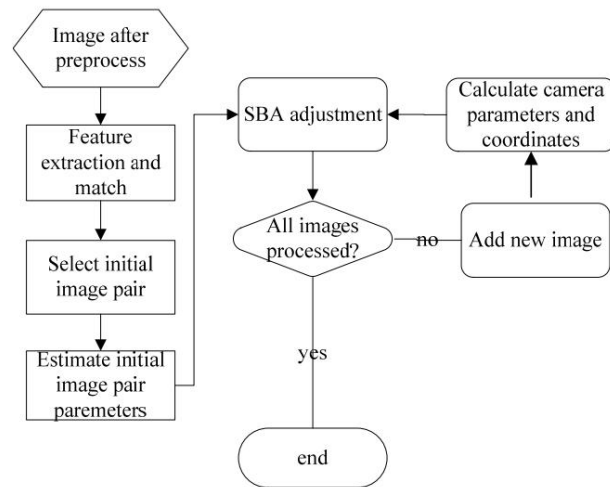 Image after
preprocess
Feature
extraction and
match
Select initial
image pair
Estimate initial
image pair
paremeters
SBA adjustment
All images
processed?
no
Add new image
Calculate camera
parameters and
coordinates
yes
end